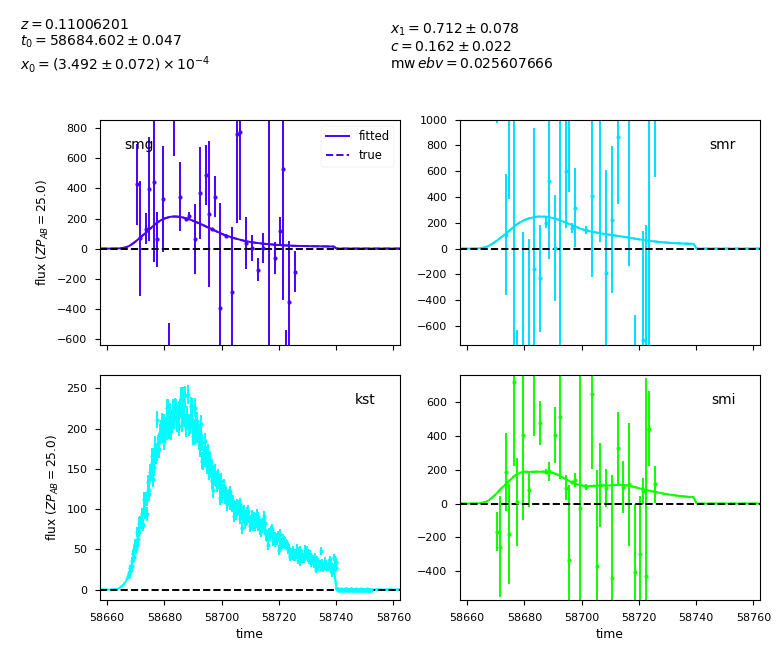 z = 0.11006201
t₀ = 58684.602 ± 0.047
x₀ = (3.492 ± 0.072) × 10⁻⁴
x₁ = 0.712 ± 0.078
c = 0.162 ± 0.022
mw ebv = 0.025607666
smg
fitted
true
800
600
400
200
0
−200
−400
−600
flux (ZP_AB = 25.0)
smr
1000
800
600
400
200
0
−200
−400
−600
kst
250
200
150
100
50
0
flux (ZP_AB = 25.0)
58660 58680 58700 58720 58740 58760
time
smi
600
400
200
0
−200
−400
58660 58680 58700 58720 58740 58760
time